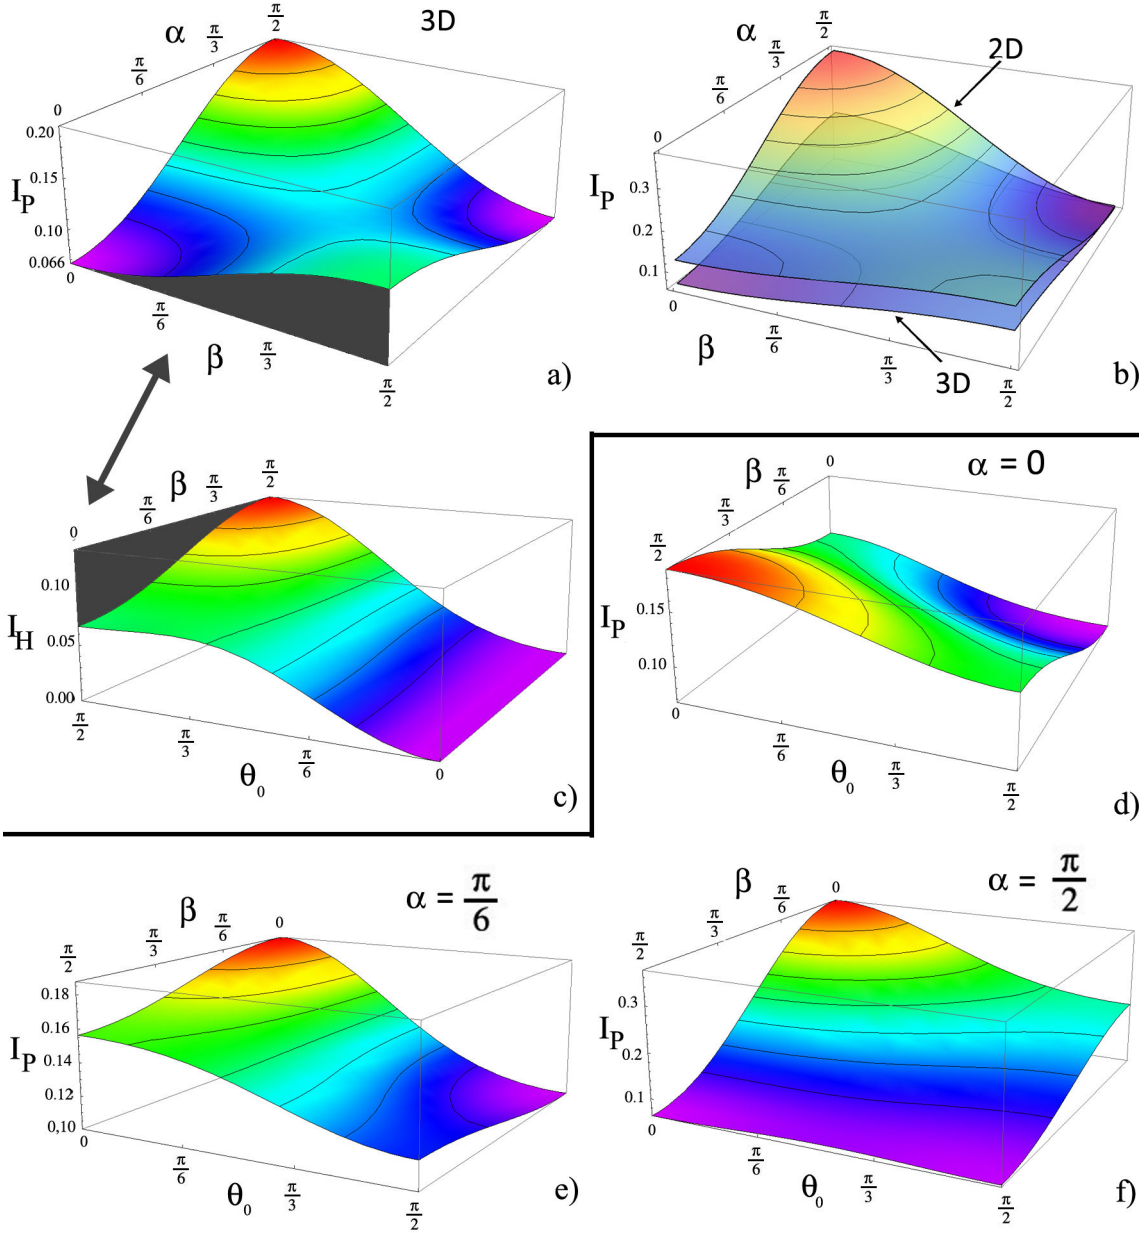 3D
α
0
π/6
π/3
π/2
0.20
0.15
I_P
0.10
0.066
0
π/6
β
π/3
π/2
a)
2D
α
0
π/6
π/3
π/2
0.3
I_P
0.2
0.1
0
β
π/6
π/3
3D
π/2
b)
β
0
π/6
π/3
π/2
0.10
I_H
0.05
0.00
π/2
π/3
θ_0
π/6
0
c)
α = 0
β
0
π/6
π/3
π/2
I_P
0.15
0.10
0
π/6
θ_0
π/3
π/2
d)
α = π/6
β
0
π/6
π/3
π/2
0.18
0.16
I_P
0.14
0.12
0,10
0
π/6
θ_0
π/3
π/2
e)
α = π/2
β
0
π/6
π/3
π/2
0.3
I_P
0.2
0.1
0
π/6
θ_0
π/3
π/2
f)